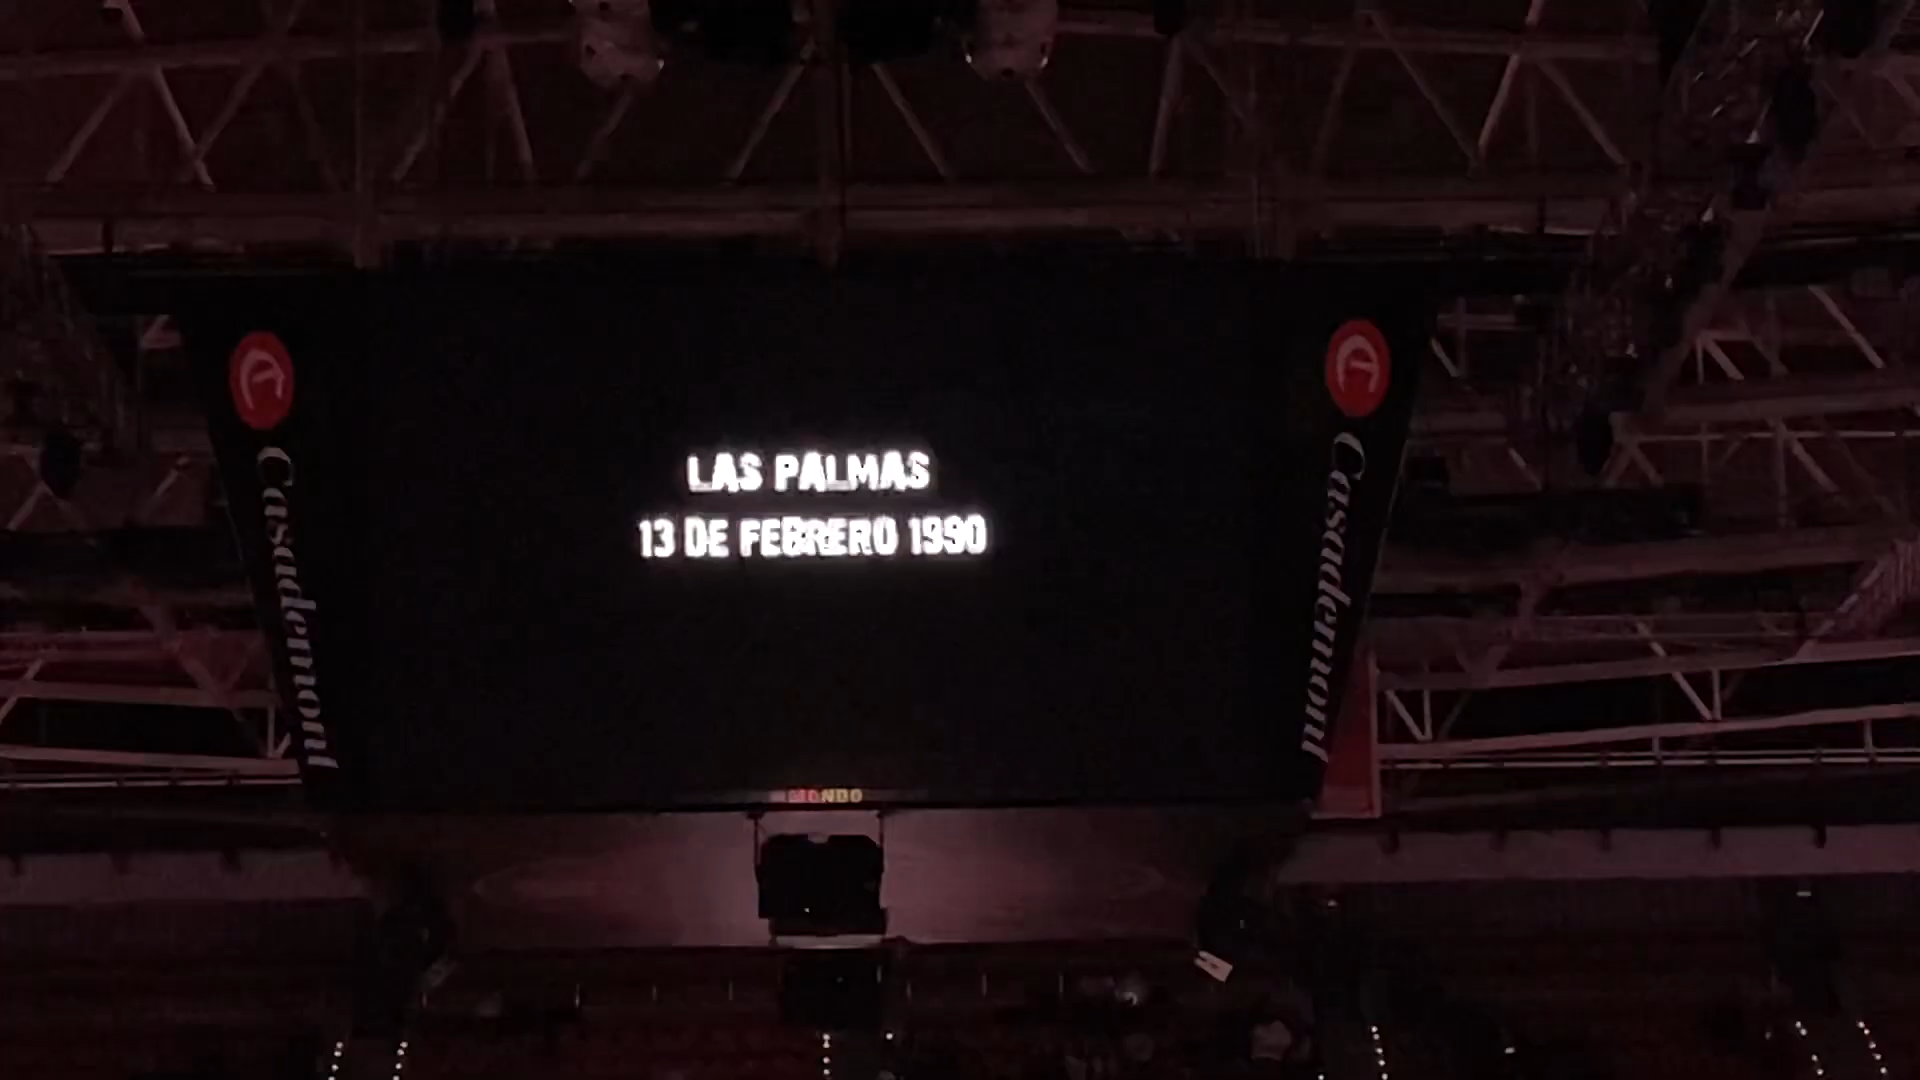 LAS PALMAS
13 DE FEBRERO 1990
Casademont
Casademont
MONDO